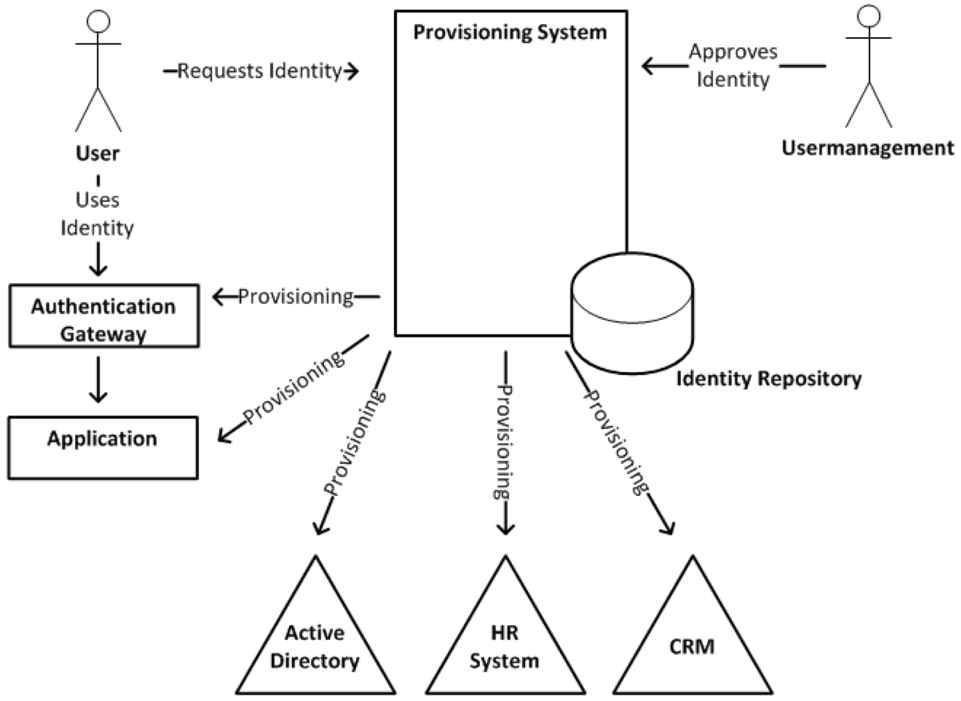 Provisioning System
Requests Identity
Approves
Identity
User
Usermanagement
Uses
Identity
Provisioning
Authentication
Gateway
Provisioning
Application
Identity Repository
Provisioning
Provisioning
Provisioning
Active
Directory
HR
System
CRM